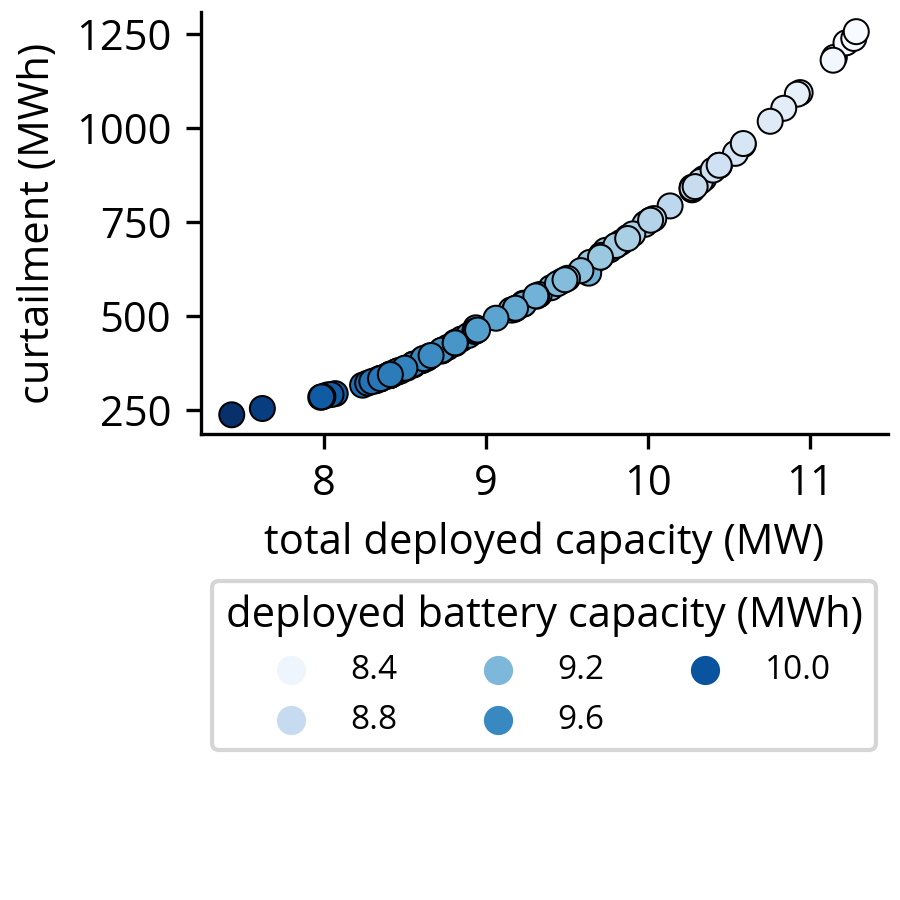 curtailment (MWh)
1250
1000
750
500
250
8 9 10 11
total deployed capacity (MW)
deployed battery capacity (MWh)
8.4 9.2 10.0
8.8 9.6